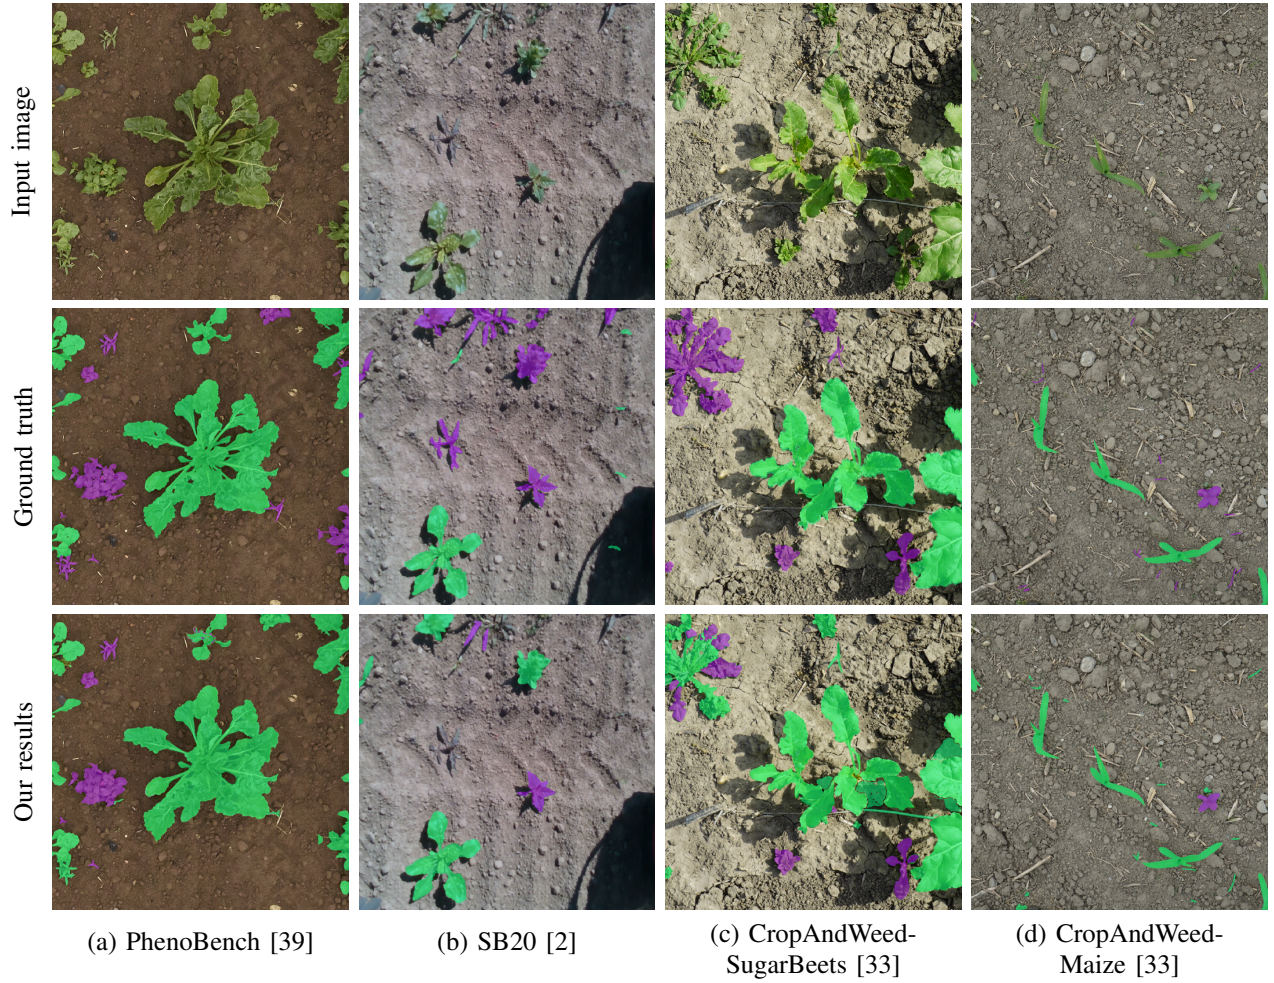 Input image
Ground truth
Our results
(a) PhenoBench [39]
(b) SB20 [2]
(c) CropAndWeed-
SugarBeets [33]
(d) CropAndWeed-
Maize [33]